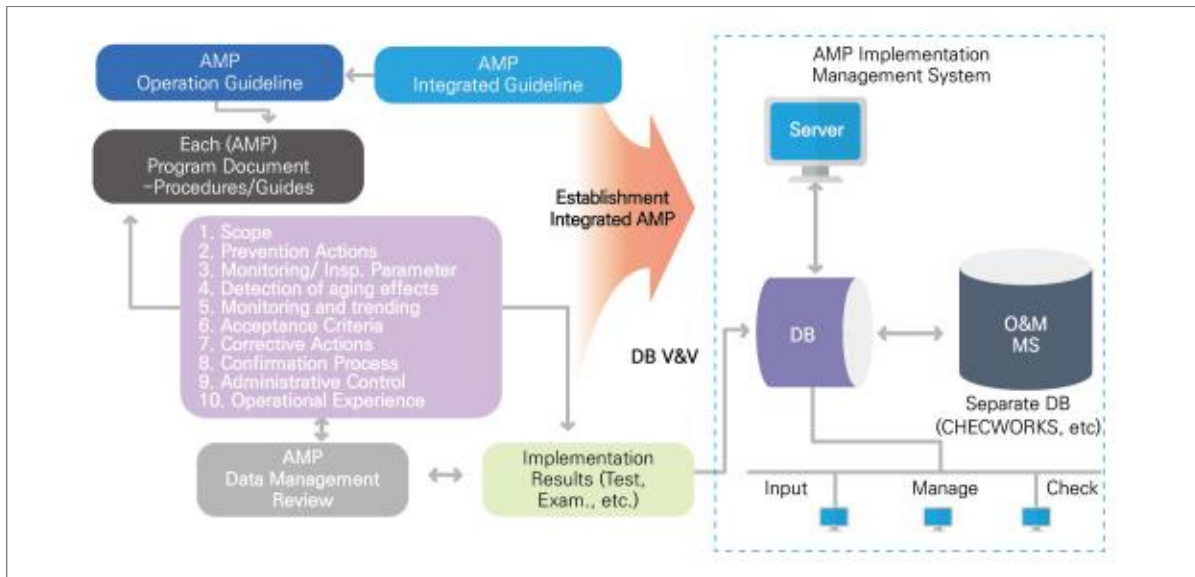 AMP
Operation Guideline
AMP
Integrated Guideline
Each (AMP)
Program Document
-Procedures/Guides
1. Scope
2. Prevention Actions
3. Monitoring/ Insp. Parameter
4. Detection of aging effects
5. Monitoring and trending
6. Acceptance Criteria
7. Corrective Actions
8. Confirmation Process
9. Administrative Control
10. Operational Experience
AMP
Data Management
Review
Implementation
Results (Test,
Exam., etc.)
Establishment
Integrated AMP
DB V&V
AMP Implementation
Management System
Server
DB
O&M
MS
Separate DB
(CHECWORKS, etc)
Input
Manage
Check